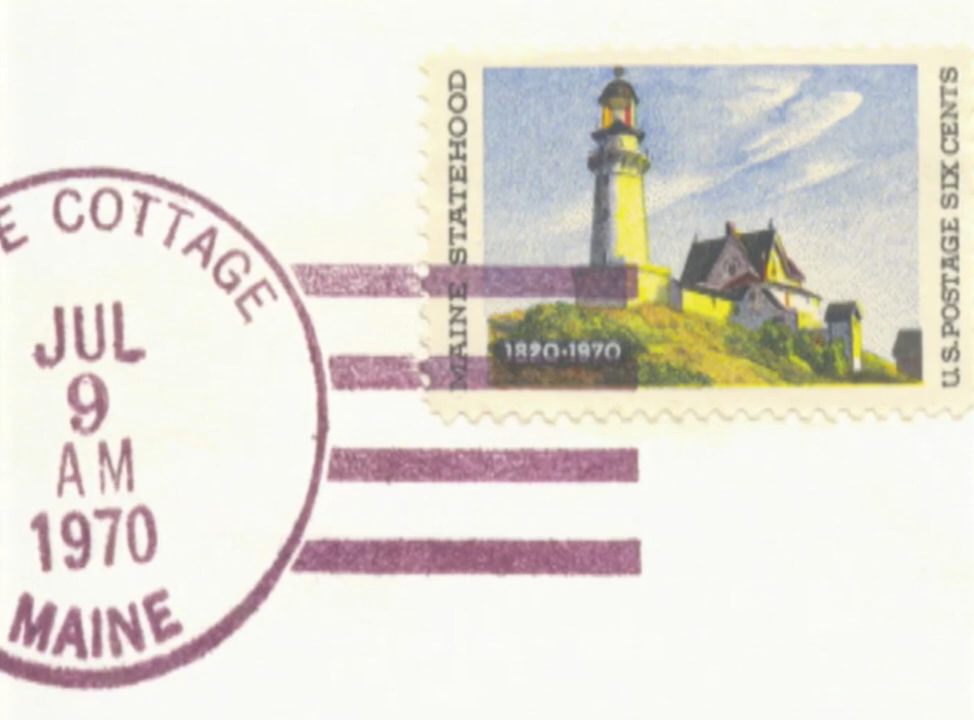 E COTTAGE
JUL
9
AM
1970
MAINE
MAINE STATEHOOD
1820·1970
U.S. POSTAGE SIX CENTS